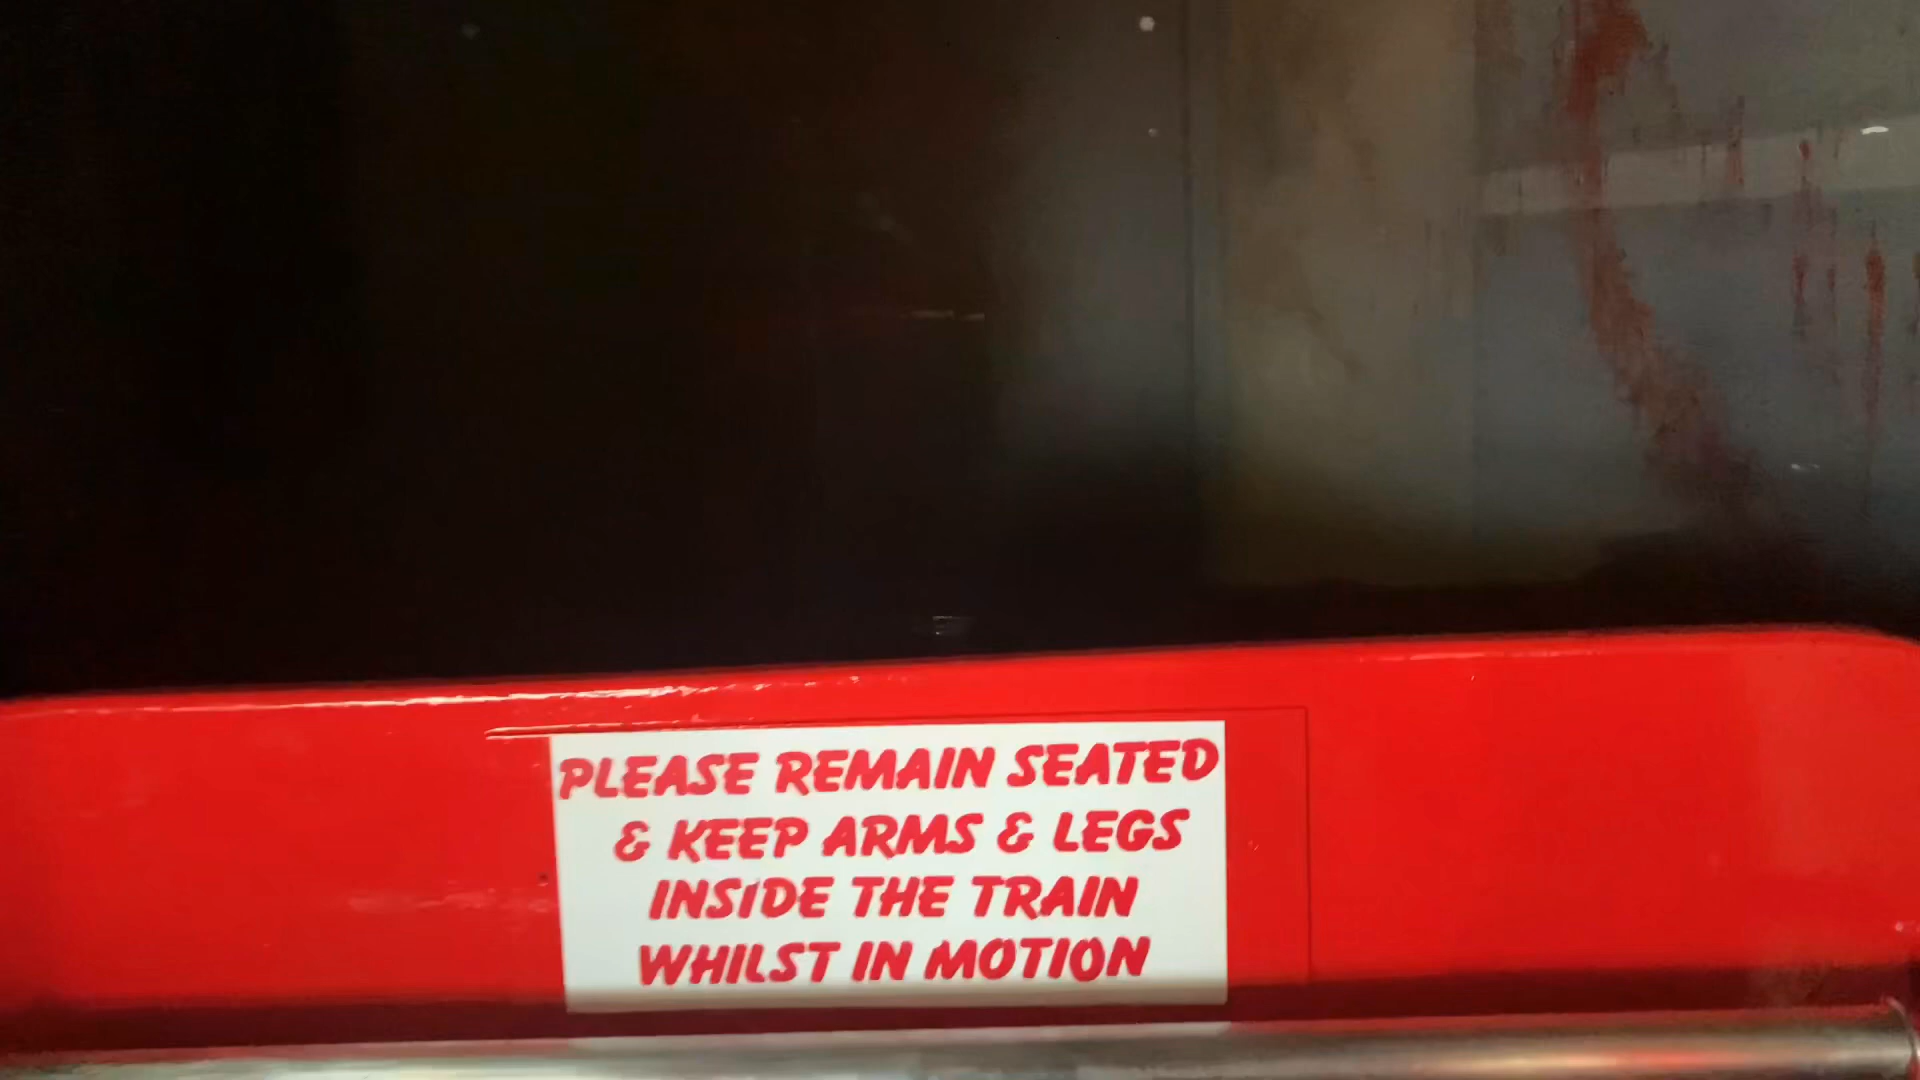 PLEASE REMAIN SEATED
& KEEP ARMS & LEGS
INSIDE THE TRAIN
WHILST IN MOTION